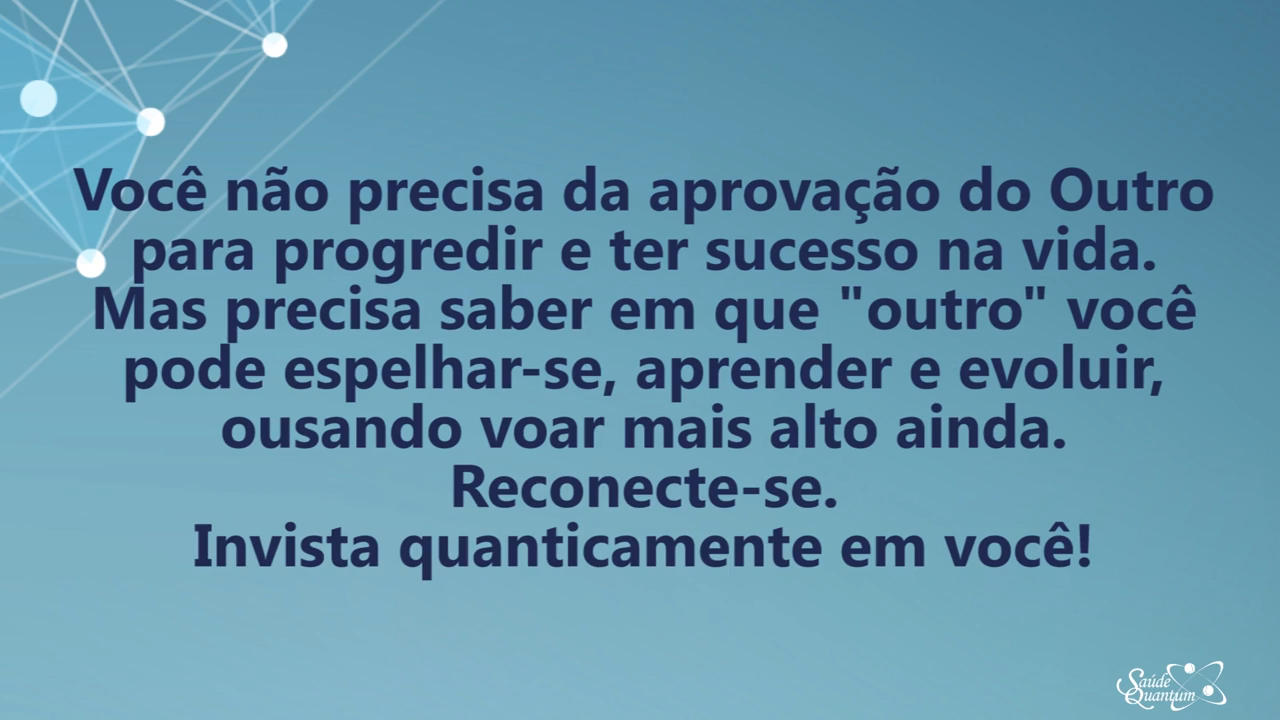 Você não precisa da aprovação do Outro
para progredir e ter sucesso na vida.
Mas precisa saber em que "outro" você
pode espelhar-se, aprender e evoluir,
ousando voar mais alto ainda.
Reconecte-se.
Invista quanticamente em você!
Saúde
Quantum